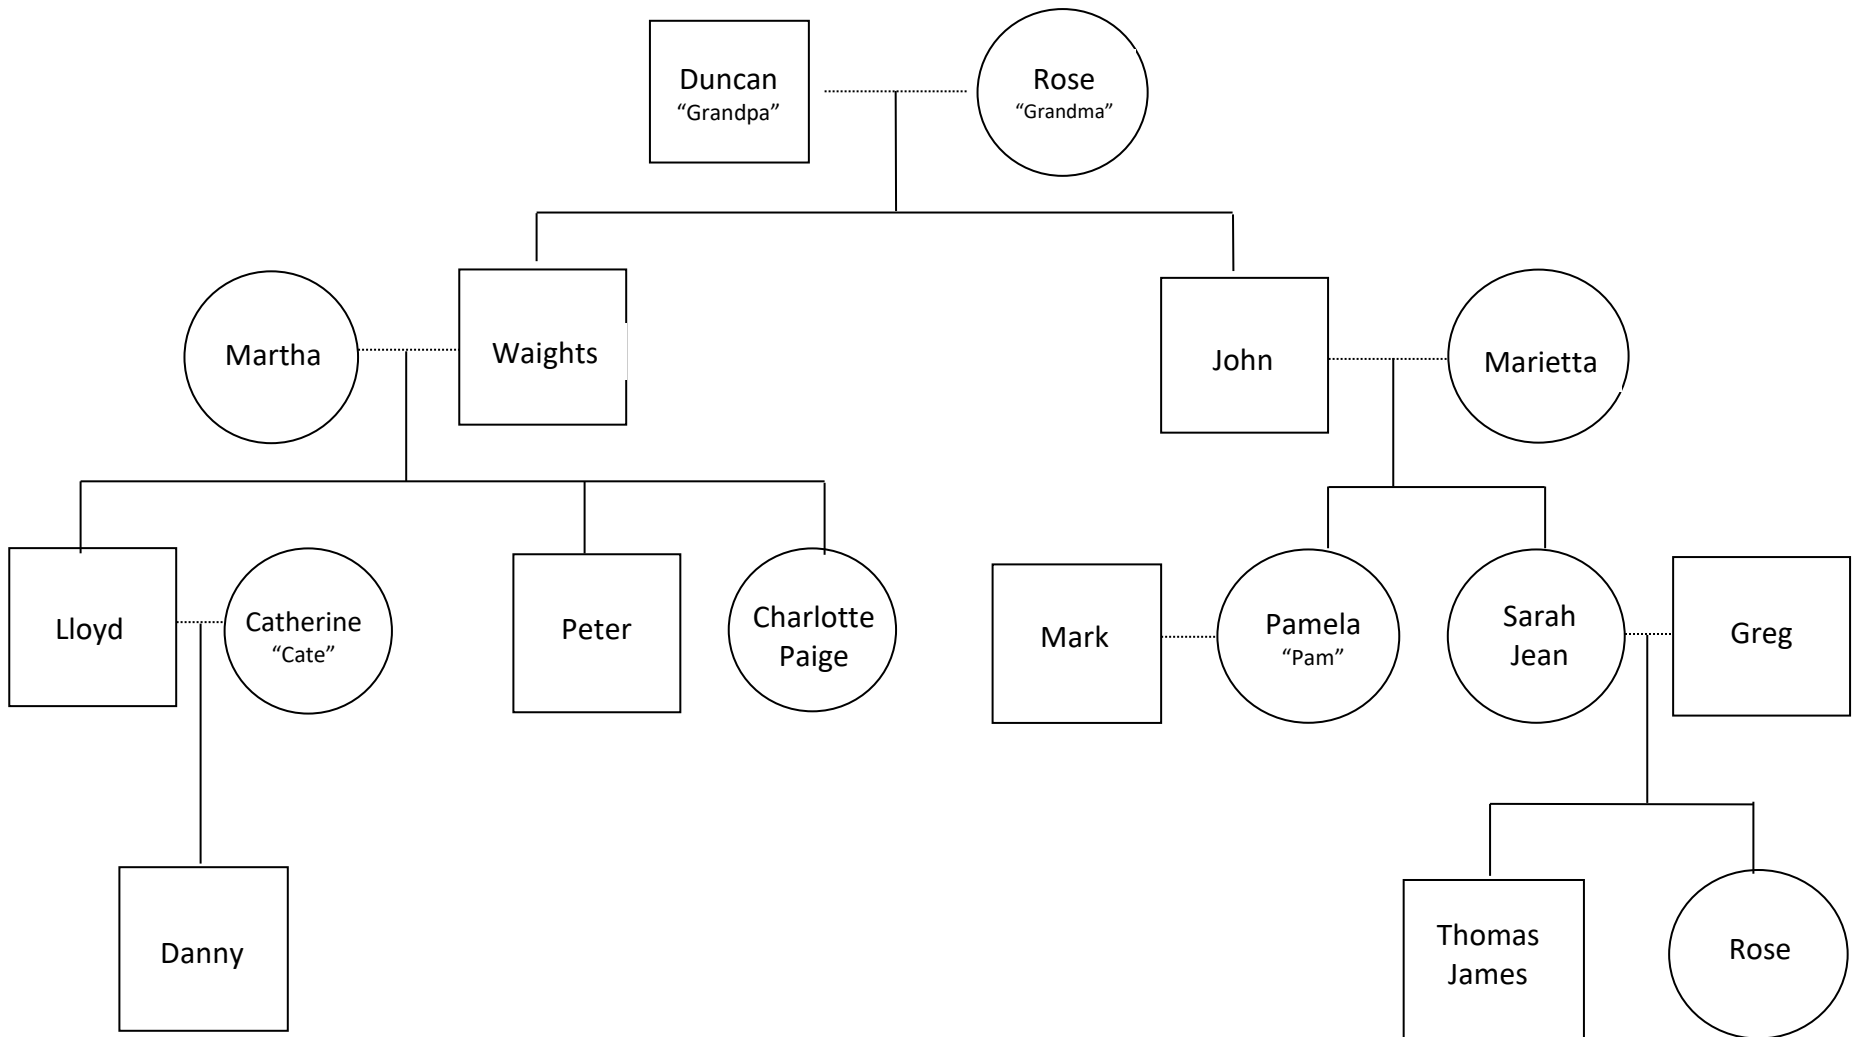 Duncan
“Grandpa”
Rose
“Grandma”
Martha
Waights
John
Marietta
Lloyd
Catherine
“Cate”
Peter
Charlotte
Paige
Mark
Pamela
“Pam”
Sarah
Jean
Greg
Danny
Thomas
James
Rose